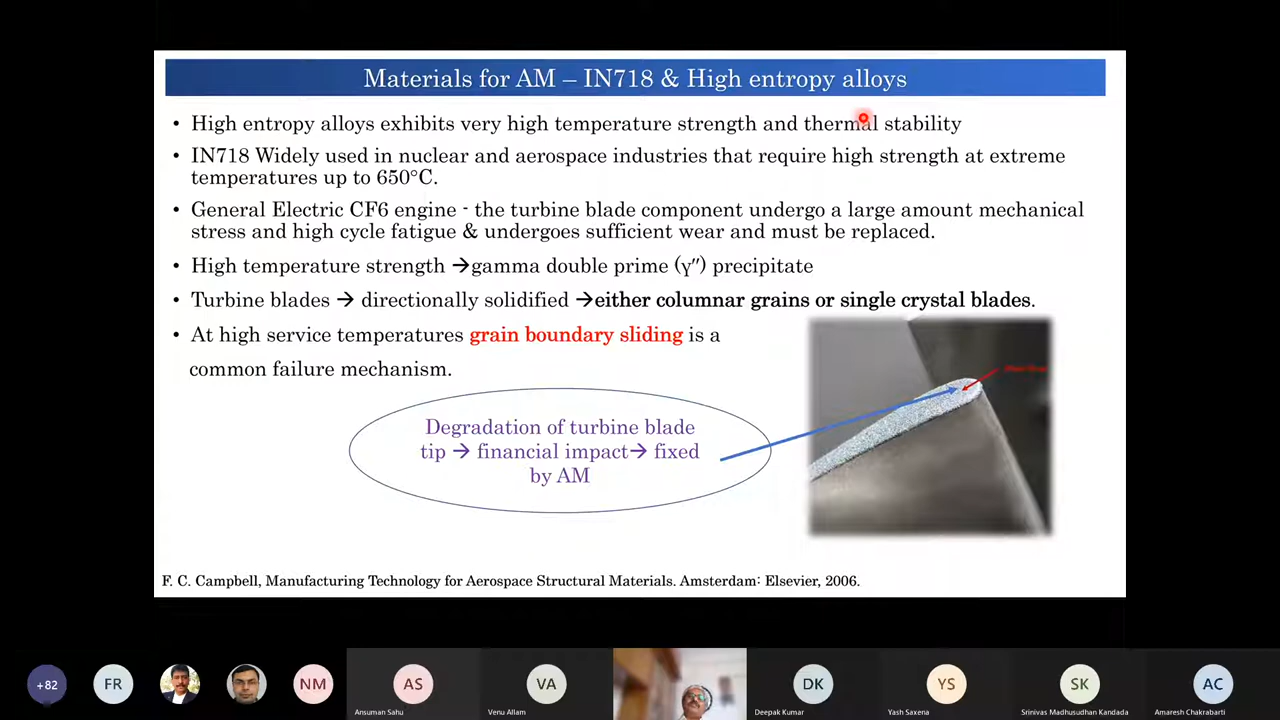 Materials for AM – IN718 & High entropy alloys
• High entropy alloys exhibits very high temperature strength and thermal stability
• IN718 Widely used in nuclear and aerospace industries that require high strength at extreme
temperatures up to 650°C.
• General Electric CF6 engine - the turbine blade component undergo a large amount mechanical
stress and high cycle fatigue & undergoes sufficient wear and must be replaced.
• High temperature strength →gamma double prime (γ″) precipitate
• Turbine blades → directionally solidified →either columnar grains or single crystal blades.
• At high service temperatures grain boundary sliding is a
common failure mechanism.
Degradation of turbine blade
tip → financial impact→ fixed
by AM
F. C. Campbell, Manufacturing Technology for Aerospace Structural Materials. Amsterdam: Elsevier, 2006.
+82
FR
NM
AS
VA
DK
YS
SK
AC
Ansuman Sahu
Venu Allam
Deepak Kumar
Yash Saxena
Srinivas Madhusudhan Kandada
Amaresh Chakrabarti